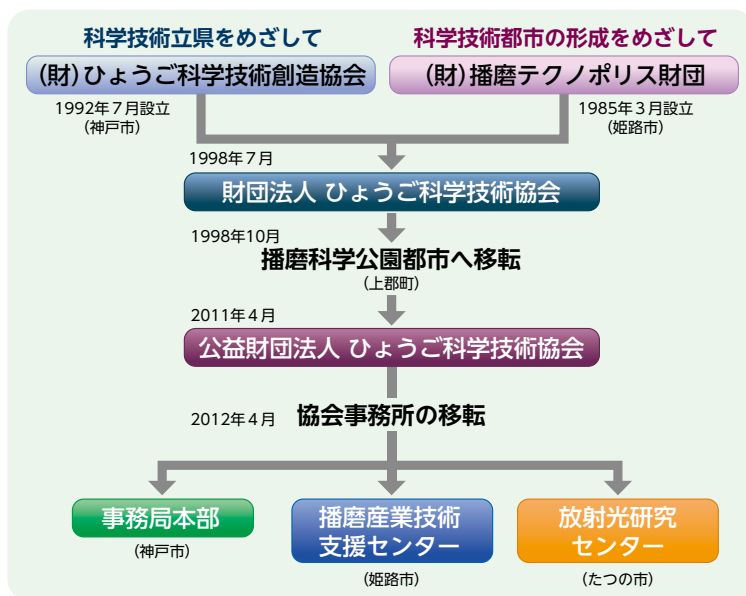 科学技術立県をめざして
科学技術都市の形成をめざして
(財)ひょうご科学技術創造協会
(財)播磨テクノポリス財団
1992年7月設立
(神戸市)
1985年3月設立
(姫路市)
1998年7月
財団法人 ひょうご科学技術協会
1998年10月
播磨科学公園都市へ移転
(上郡町)
2011年4月
公益財団法人 ひょうご科学技術協会
2012年4月 協会事務所の移転
事務局本部
(神戸市)
播磨産業技術
支援センター
(姫路市)
放射光研究
センター
(たつの市)